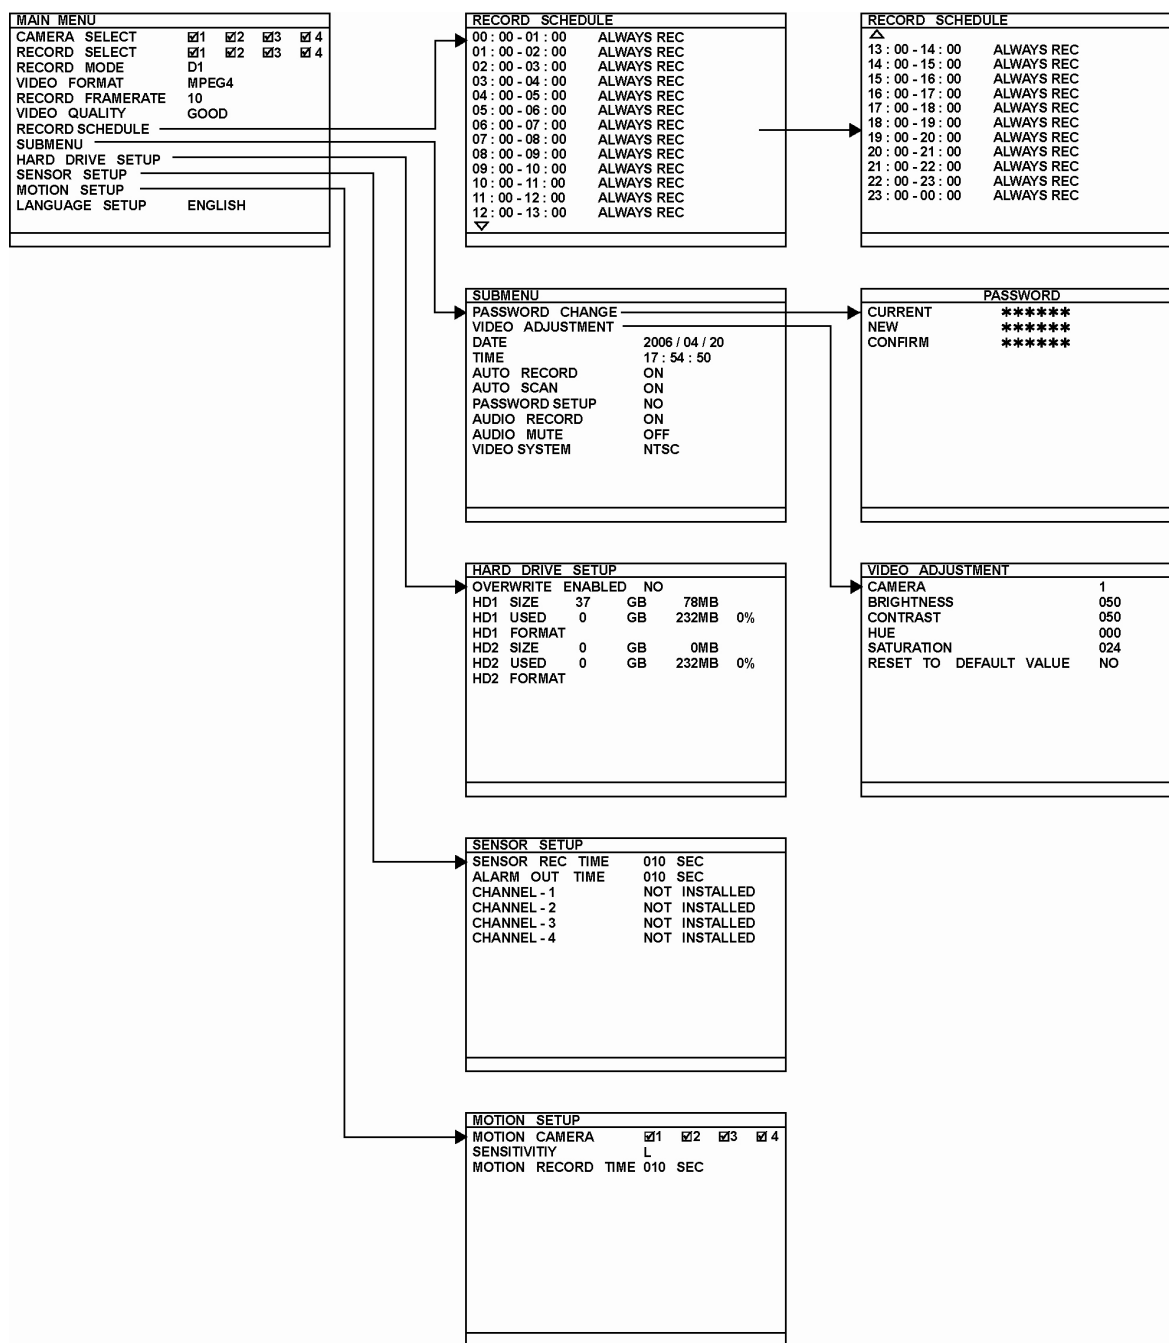 MAIN MENU
CAMERA SELECT ☑1 ☑2 ☑3 ☑4
RECORD SELECT ☑1 ☑2 ☑3 ☑4
RECORD MODE D1
VIDEO FORMAT MPEG4
RECORD FRAMERATE 10
VIDEO QUALITY GOOD
RECORD SCHEDULE
SUBMENU
HARD DRIVE SETUP
SENSOR SETUP
MOTION SETUP
LANGUAGE SETUP ENGLISH
RECORD SCHEDULE
00 : 00 - 01 : 00 ALWAYS REC
01 : 00 - 02 : 00 ALWAYS REC
02 : 00 - 03 : 00 ALWAYS REC
03 : 00 - 04 : 00 ALWAYS REC
04 : 00 - 05 : 00 ALWAYS REC
05 : 00 - 06 : 00 ALWAYS REC
06 : 00 - 07 : 00 ALWAYS REC
07 : 00 - 08 : 00 ALWAYS REC
08 : 00 - 09 : 00 ALWAYS REC
09 : 00 - 10 : 00 ALWAYS REC
10 : 00 - 11 : 00 ALWAYS REC
11 : 00 - 12 : 00 ALWAYS REC
12 : 00 - 13 : 00 ALWAYS REC
RECORD SCHEDULE
13 : 00 - 14 : 00 ALWAYS REC
14 : 00 - 15 : 00 ALWAYS REC
15 : 00 - 16 : 00 ALWAYS REC
16 : 00 - 17 : 00 ALWAYS REC
17 : 00 - 18 : 00 ALWAYS REC
18 : 00 - 19 : 00 ALWAYS REC
19 : 00 - 20 : 00 ALWAYS REC
20 : 00 - 21 : 00 ALWAYS REC
21 : 00 - 22 : 00 ALWAYS REC
22 : 00 - 23 : 00 ALWAYS REC
23 : 00 - 00 : 00 ALWAYS REC
SUBMENU
PASSWORD CHANGE
VIDEO ADJUSTMENT
DATE 2006 / 04 / 20
TIME 17 : 54 : 50
AUTO RECORD ON
AUTO SCAN ON
PASSWORD SETUP NO
AUDIO RECORD ON
AUDIO MUTE OFF
VIDEO SYSTEM NTSC
PASSWORD
CURRENT ******
NEW ******
CONFIRM ******
HARD DRIVE SETUP
OVERWRITE ENABLED NO
HD1 SIZE 37 GB 78MB
HD1 USED 0 GB 232MB 0%
HD1 FORMAT
HD2 SIZE 0 GB 0MB
HD2 USED 0 GB 232MB 0%
HD2 FORMAT
VIDEO ADJUSTMENT
CAMERA 1
BRIGHTNESS 050
CONTRAST 050
HUE 000
SATURATION 024
RESET TO DEFAULT VALUE NO
SENSOR SETUP
SENSOR REC TIME 010 SEC
ALARM OUT TIME 010 SEC
CHANNEL - 1 NOT INSTALLED
CHANNEL - 2 NOT INSTALLED
CHANNEL - 3 NOT INSTALLED
CHANNEL - 4 NOT INSTALLED
MOTION SETUP
MOTION CAMERA ☑1 ☑2 ☑3 ☑4
SENSITIVITIY L
MOTION RECORD TIME 010 SEC